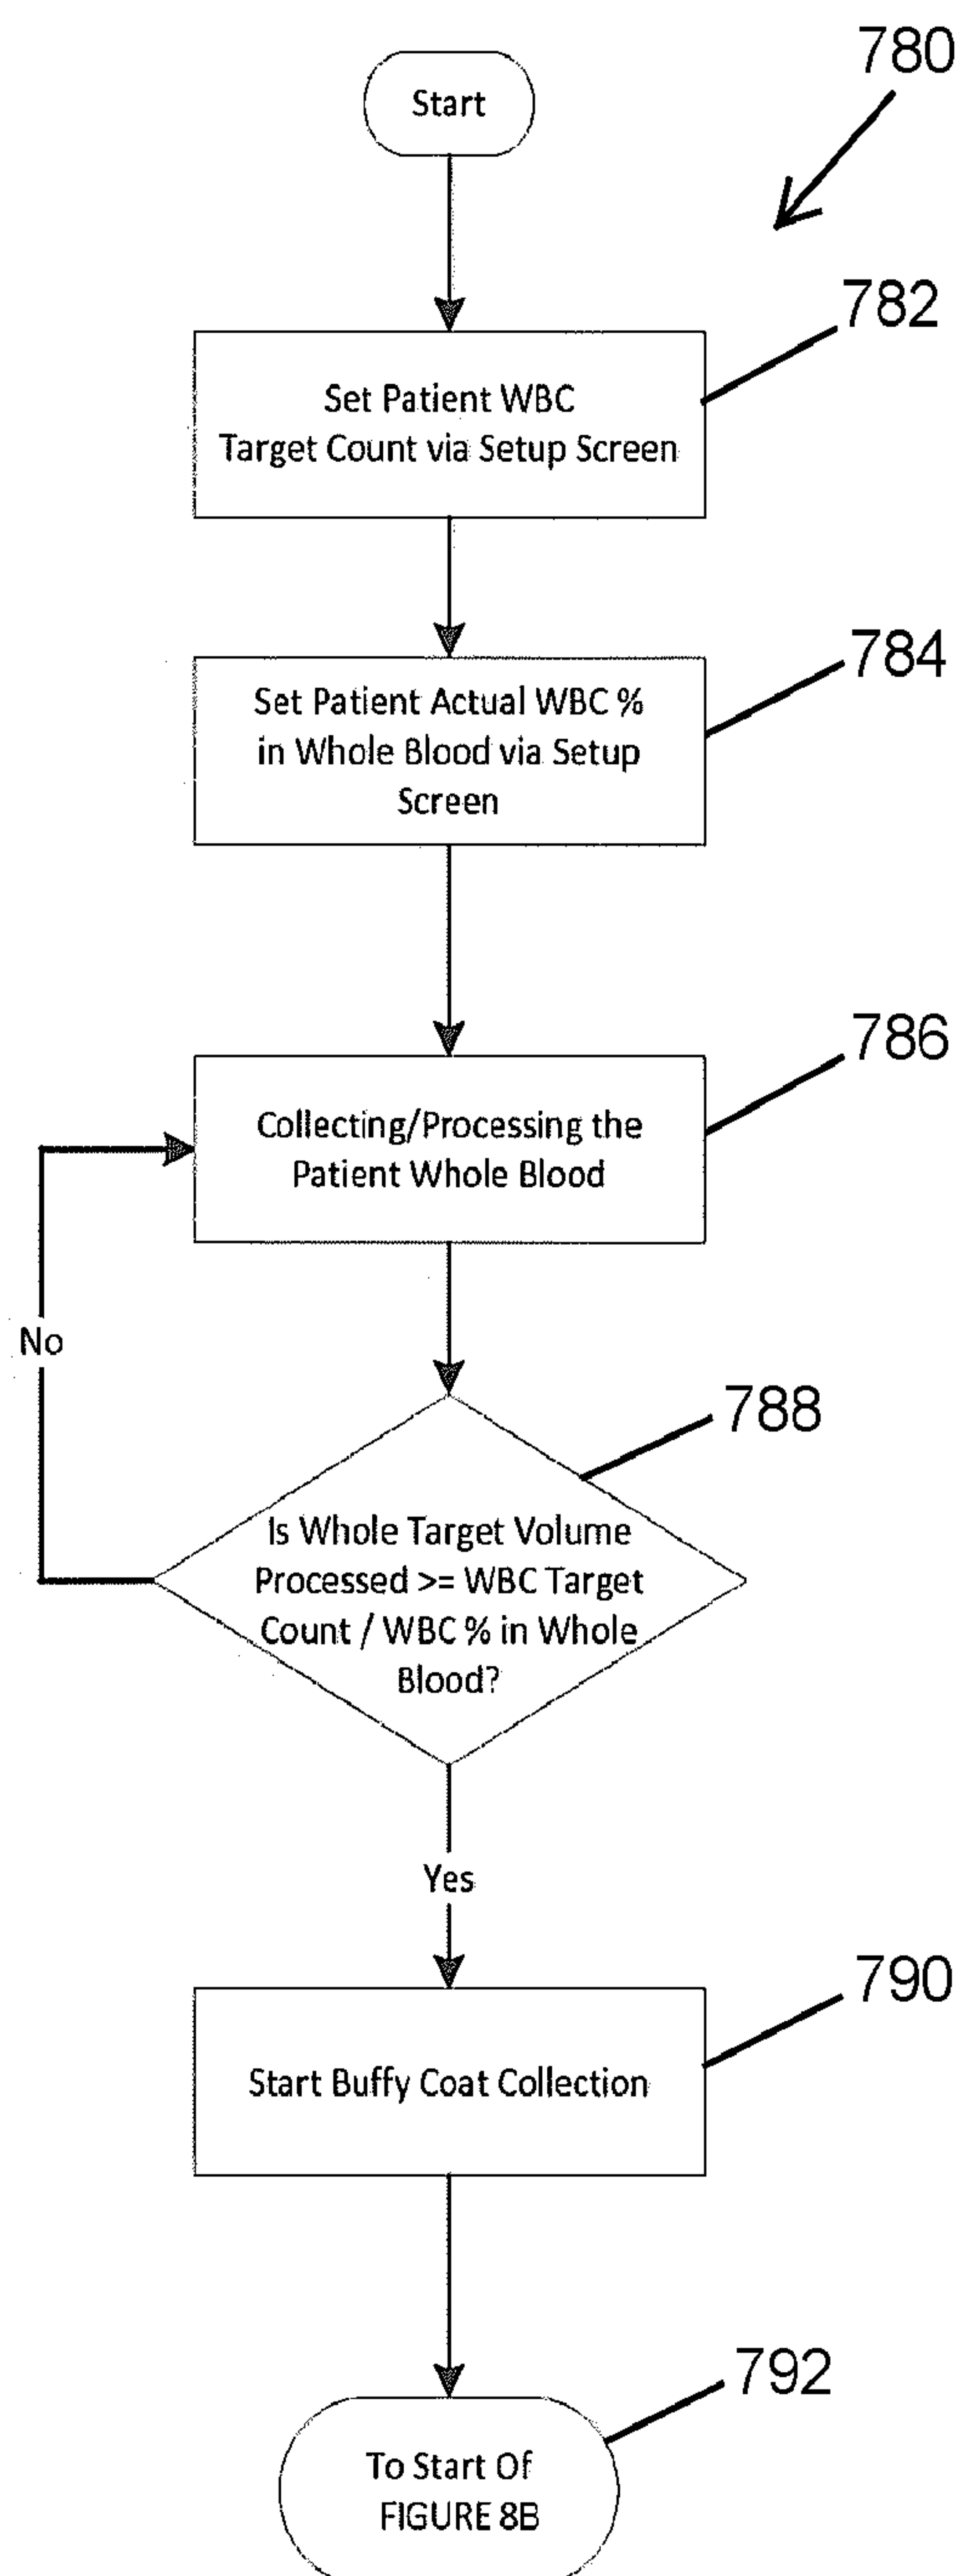 780
Start
782
Set Patient WBC
Target Count via Setup Screen
784
Set Patient Actual WBC %
in Whole Blood via Setup
Screen
786
Collecting/Processing the
Patient Whole Blood
No
788
Is Whole Target Volume
Processed >= WBC Target
Count / WBC % in Whole
Blood?
Yes
790
Start Buffy Coat Collection
792
To Start Of
FIGURE 8B